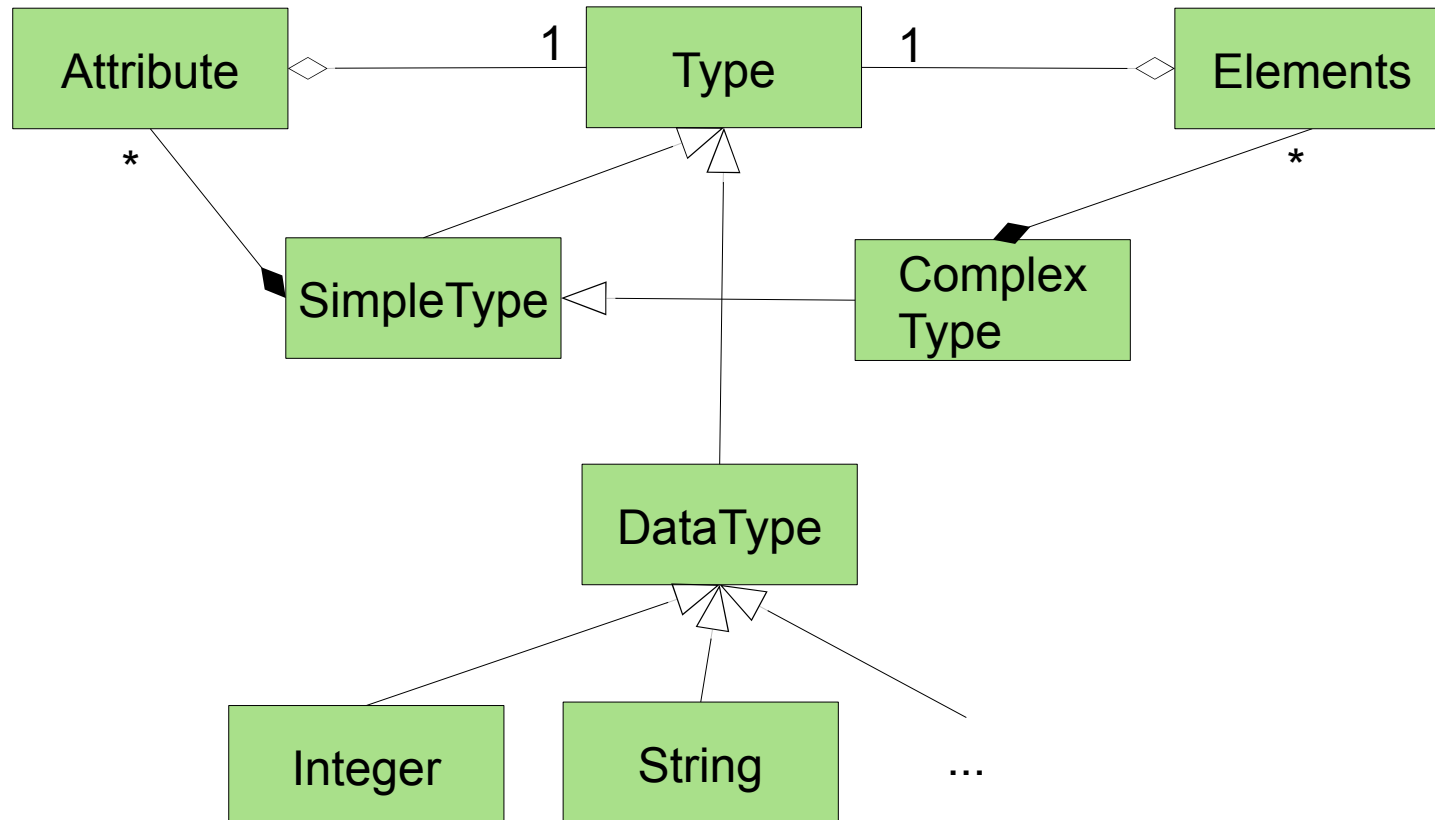 Attribute
1
Type
1
Elements
*
*
SimpleType
Complex
Type
DataType
Integer
String
...